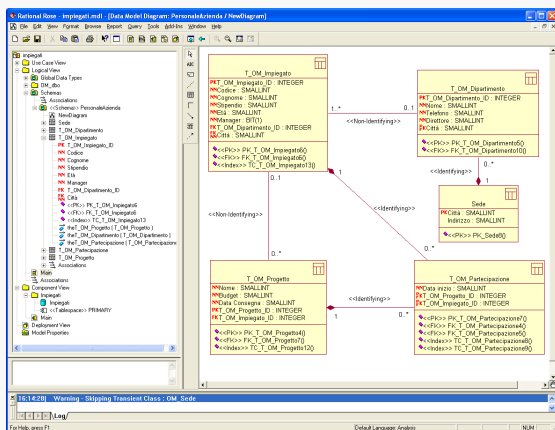 Rational Rose - impiegati.mdl - [Data Model Diagram: PersonaleAzienda / NewDiagram]
File Edit View Format Browse Report Query Tools Add-Ins Window Help
impiegati
Use Case View
Logical View
Global Data Types
OM_dbo
Schemas
Associations
<<Schema>> PersonaleAzienda
NewDiagram
Sede
T_OM_Dipartimento
T_OM_Impiegato
PK T_OM_Impiegato_ID
Codice
Cognome
Stipendio
Età
Manager
T_OM_Dipartimento_ID
Città
<<PK>> PK_T_OM_Impiegato6
<<FK>> FK_T_OM_Impiegato6
<<Index>> TC_T_OM_Impiegato13
theT_OM_Progetto ( T_OM_Progetto )
theT_OM_Dipartimento ( T_OM_Dipartimento )
theT_OM_Partecipazione ( T_OM_Partecipazione
T_OM_Partecipazione
T_OM_Progetto
Associations
Main
Component View
Impiegati
Impiegati
<<Tablespace>> PRIMARY
Main
Deployment View
Model Properties
T_OM_Impiegato
T_OM_Impiegato_ID : INTEGER
Codice : SMALLINT
Cognome : SMALLINT
Stipendio : SMALLINT
Età : SMALLINT
Manager : BIT(1)
T_OM_Dipartimento_ID : INTEGER
Città : SMALLINT
<<PK>> PK_T_OM_Impiegato6()
<<FK>> FK_T_OM_Impiegato6()
<<Index>> TC_T_OM_Impiegato13()
1..*
0..1
<<Non-Identifying>>
T_OM_Dipartimento
T_OM_Dipartimento_ID : INTEGER
Nome : SMALLINT
Telefono : SMALLINT
Direttore : SMALLINT
Città : SMALLINT
<<PK>> PK_T_OM_Dipartimento5()
<<FK>> FK_T_OM_Dipartimento10()
0..*
<<Identifying>>
1
Sede
PK Città : SMALLINT
Indirizzo : SMALLINT
<<PK>> PK_Sede8()
0..1
<<Non-Identifying>>
0..*
1
<<Identifying>>
0..*
T_OM_Progetto
Nome : SMALLINT
Budget : SMALLINT
Data Consegna : SMALLINT
T_OM_Progetto_ID : INTEGER
T_OM_Impiegato_ID : INTEGER
<<PK>> PK_T_OM_Progetto4()
<<FK>> FK_T_OM_Progetto7()
<<Index>> TC_T_OM_Progetto12()
<<Identifying>>
1
0..*
T_OM_Partecipazione
Data inizio : SMALLINT
T_OM_Progetto_ID : INTEGER
T_OM_Impiegato_ID : INTEGER
<<PK>> PK_T_OM_Partecipazione7()
<<FK>> FK_T_OM_Partecipazione4()
<<FK>> FK_T_OM_Partecipazione5()
<<Index>> TC_T_OM_Partecipazione8()
<<Index>> TC_T_OM_Partecipazione9()
16:14:20| Warning - Skipping Transient Class : OM_Sede
Log
For Help, press F1
Default Language: Analysis
NUM